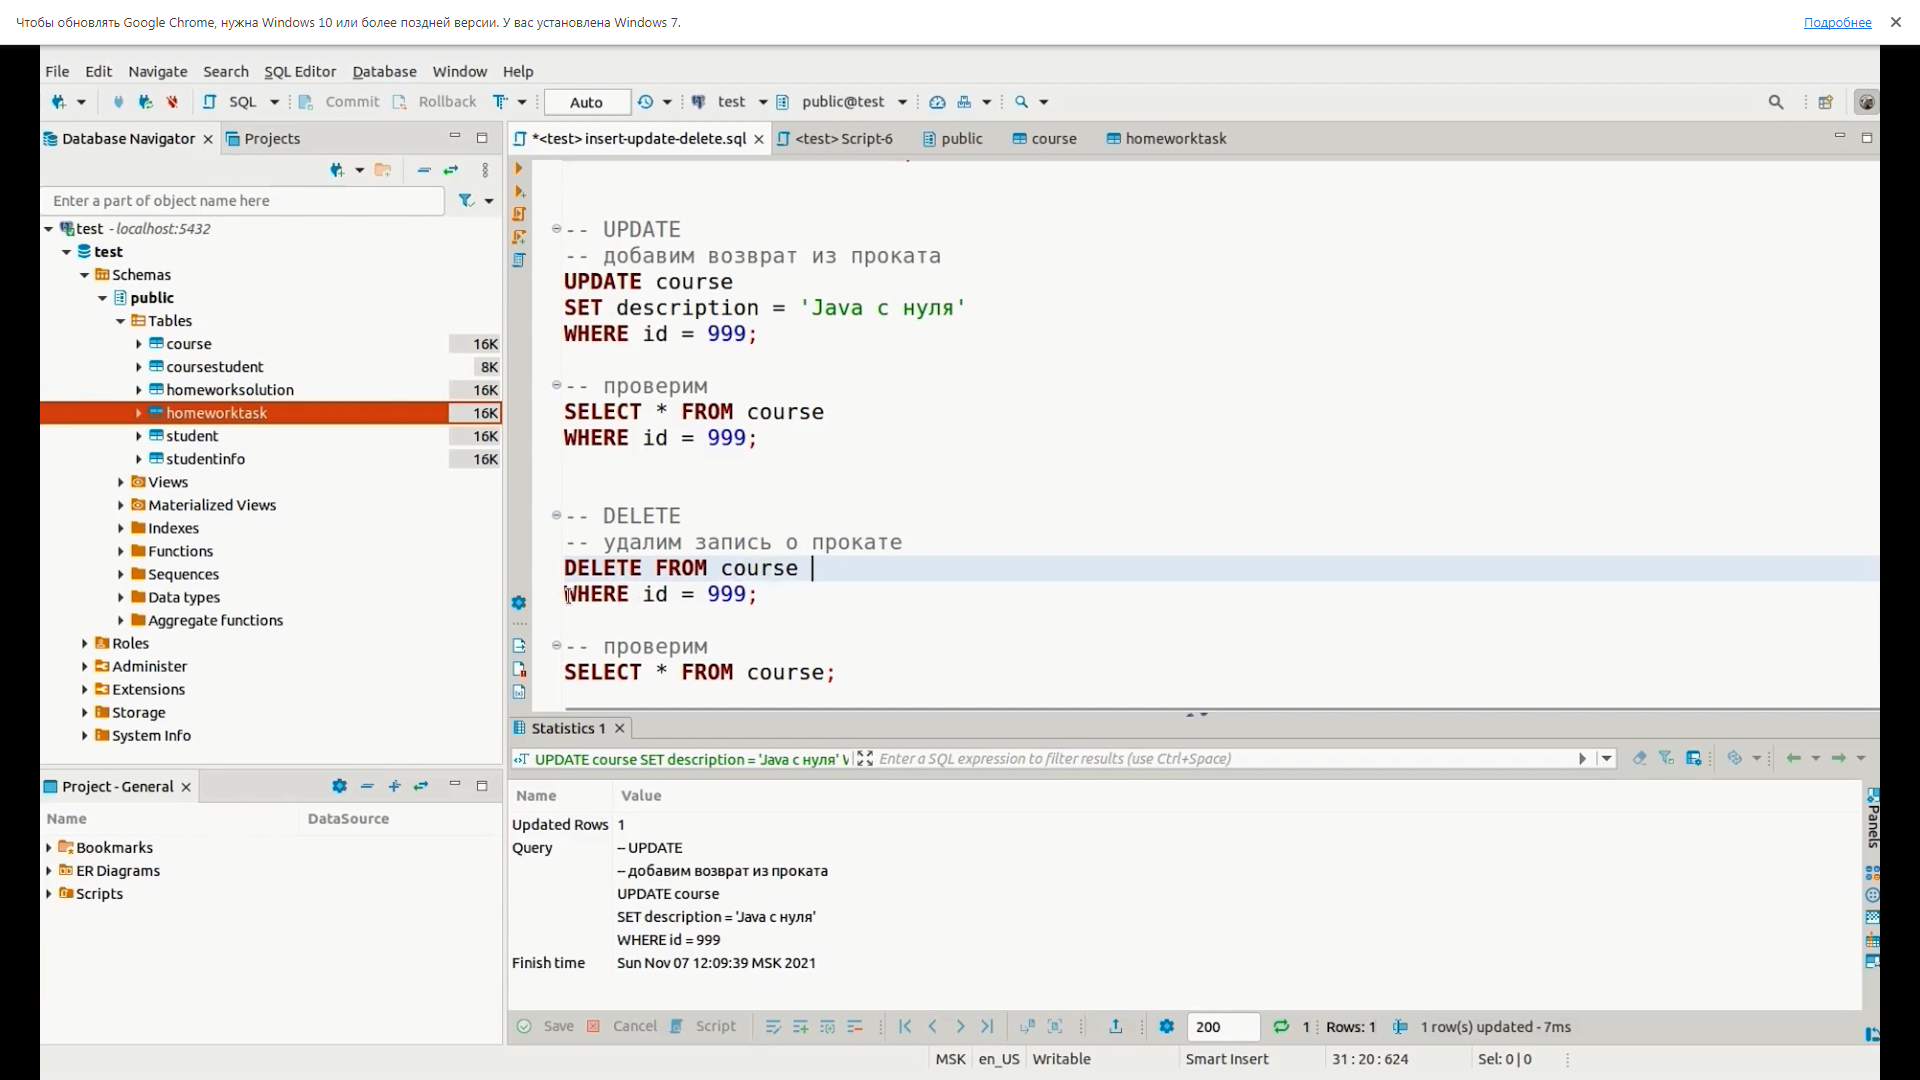 Чтобы обновлять Google Chrome, нужна Windows 10 или более поздней версии. У вас установлена Windows 7.
Подробнее
File Edit Navigate Search SQL Editor Database Window Help
SQL Commit Rollback Auto test public@test
Database Navigator Projects
*<test> insert-update-delete.sql <test> Script-6 public course homeworktask
Enter a part of object name here
test - localhost:5432
test
Schemas
public
Tables
course 16K
coursestudent 8K
homeworksolution 16K
homeworktask 16K
student 16K
studentinfo 16K
Views
Materialized Views
Indexes
Functions
Sequences
Data types
Aggregate functions
Roles
Administer
Extensions
Storage
System Info
-- UPDATE
-- добавим возврат из проката
UPDATE course
SET description = 'Java с нуля'
WHERE id = 999;
-- проверим
SELECT * FROM course
WHERE id = 999;
-- DELETE
-- удалим запись о прокате
DELETE FROM course
WHERE id = 999;
-- проверим
SELECT * FROM course;
Project - General
Name DataSource
Bookmarks
ER Diagrams
Scripts
Statistics 1
UPDATE course SET description = 'Java с нуля' Enter a SQL expression to filter results (use Ctrl+Space)
Name Value
Updated Rows 1
Query -- UPDATE
-- добавим возврат из проката
UPDATE course
SET description = 'Java с нуля'
WHERE id = 999
Finish time Sun Nov 07 12:09:39 MSK 2021
Panels
Save Cancel Script 200 1 Rows: 1 1 row(s) updated - 7ms
MSK en_US Writable Smart Insert 31 : 20 : 624 Sel: 0 | 0